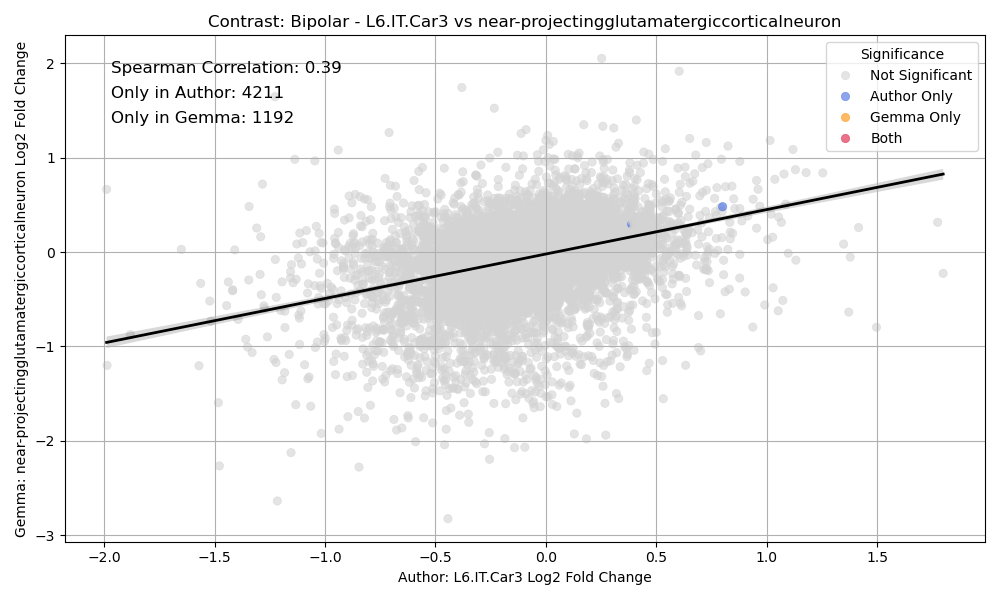 Contrast: Bipolar - L6.IT.Car3 vs near-projectingglutamatergiccorticalneuron
Spearman Correlation: 0.39
Only in Author: 4211
Only in Gemma: 1192
Significance
Not Significant
Author Only
Gemma Only
Both
Gemma: near-projectingglutamatergiccorticalneuron Log2 Fold Change
2
1
0
−1
−2
−3
−2.0
−1.5
−1.0
−0.5
0.0
0.5
1.0
1.5
Author: L6.IT.Car3 Log2 Fold Change